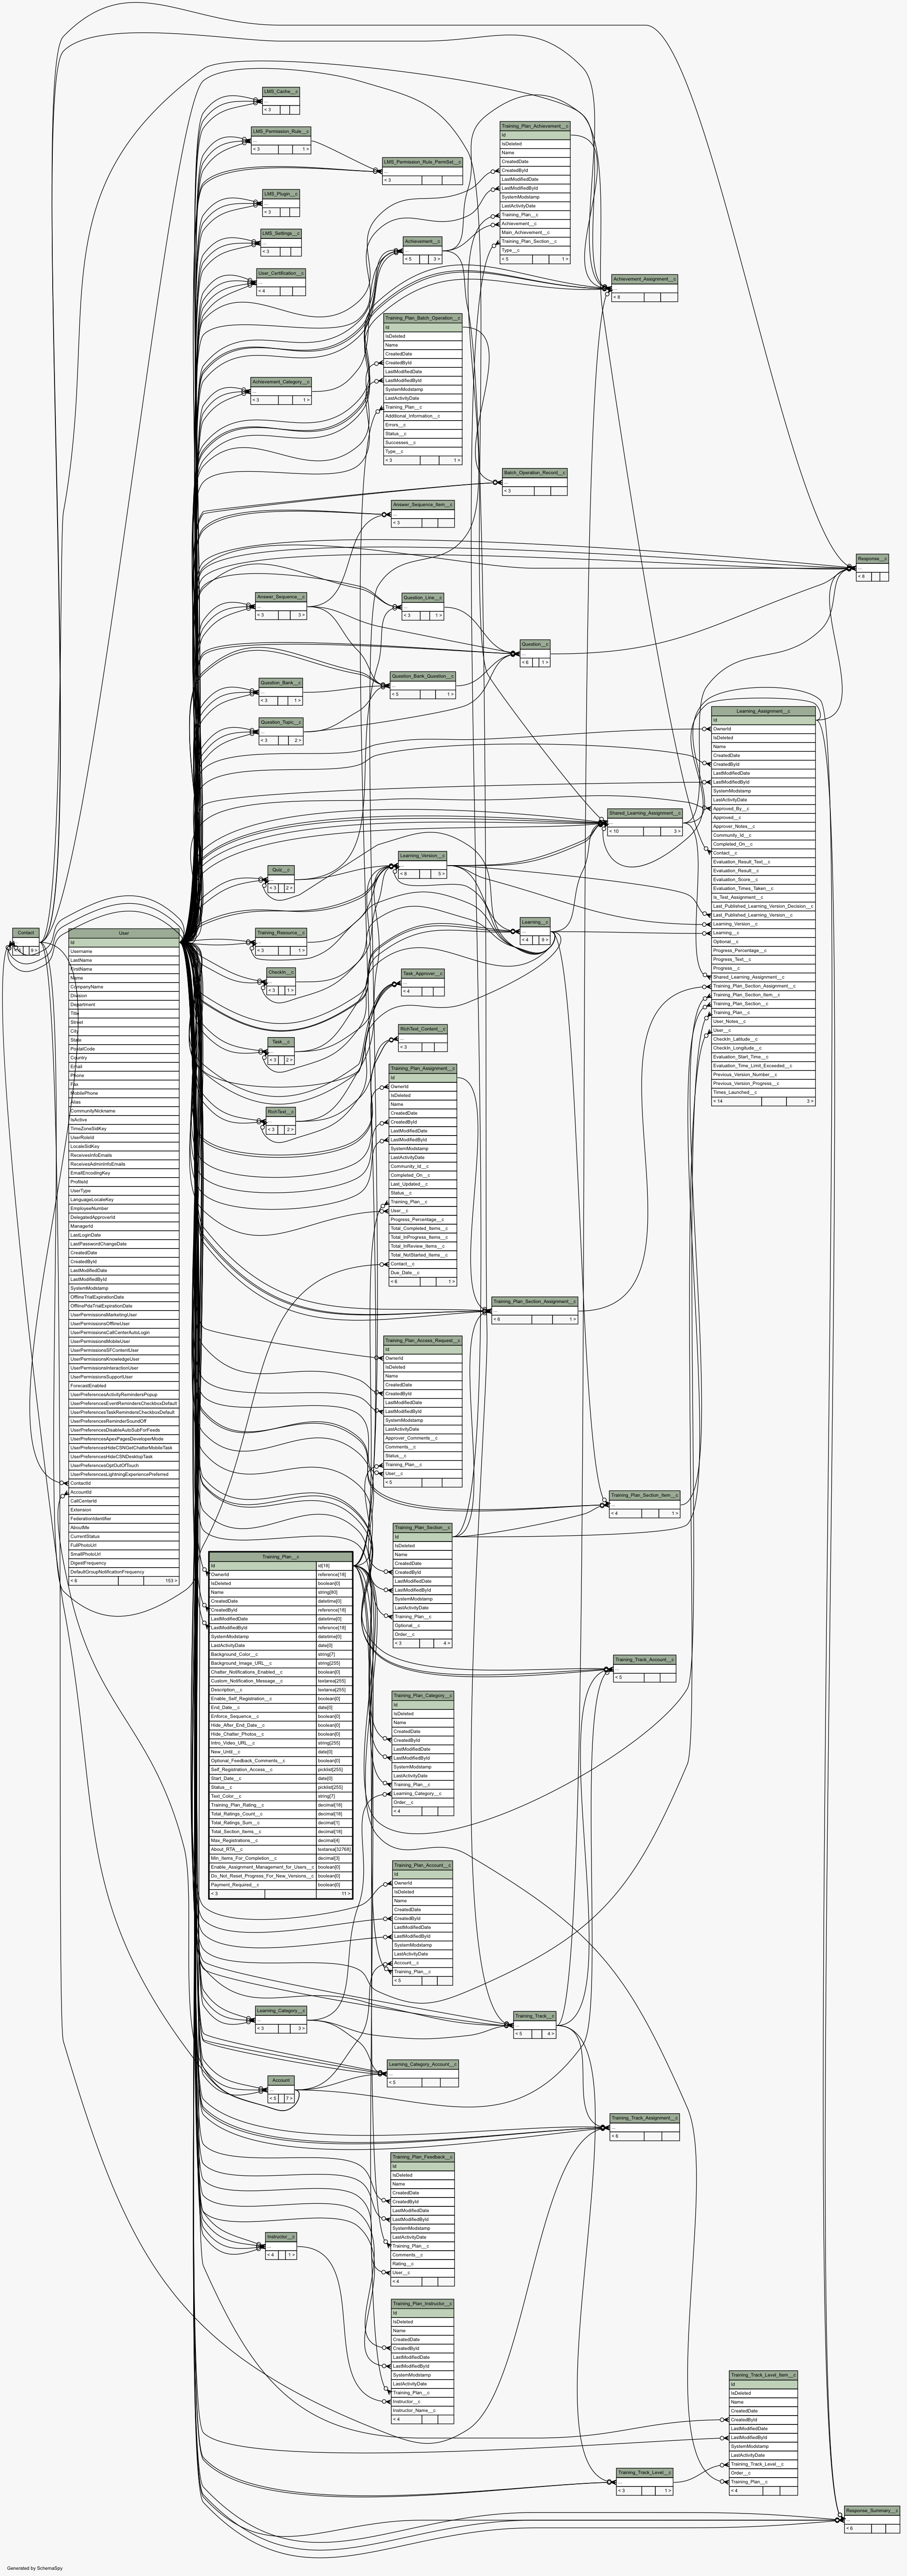 LMS_Cache__c
...
< 3
LMS_Permission_Rule__c
...
< 3 1 >
LMS_Permission_Rule_PermSet__c
...
< 3
LMS_Plugin__c
...
< 3
LMS_Settings__c
...
< 3
User_Certification__c
...
< 4
Training_Plan_Achievement__c
Id
IsDeleted
Name
CreatedDate
CreatedById
LastModifiedDate
LastModifiedById
SystemModstamp
LastActivityDate
Training_Plan__c
Achievement__c
Main_Achievement__c
Training_Plan_Section__c
Type__c
< 5 1 >
Achievement__c
...
< 5 3 >
Achievement_Assignment__c
...
< 8
Training_Plan_Batch_Operation__c
Id
IsDeleted
Name
CreatedDate
CreatedById
LastModifiedDate
LastModifiedById
SystemModstamp
LastActivityDate
Training_Plan__c
Additional_Information__c
Errors__c
Status__c
Successes__c
Type__c
< 3 1 >
Achievement_Category__c
...
< 3 1 >
Batch_Operation_Record__c
...
< 3
Answer_Sequence_Item__c
...
< 3
Response__c
...
< 8
Answer_Sequence__c
...
< 3 3 >
Question_Line__c
...
< 3 1 >
Question__c
...
< 6 1 >
Question_Bank__c
...
< 3 1 >
Question_Bank_Question__c
...
< 5 1 >
Question_Topic__c
...
< 3 2 >
Learning_Assignment__c
Id
OwnerId
IsDeleted
Name
CreatedDate
CreatedById
LastModifiedDate
LastModifiedById
SystemModstamp
LastActivityDate
Approved_By__c
Approved__c
Approver_Notes__c
Community_Id__c
Completed_On__c
Contact__c
Evaluation_Result_Text__c
Evaluation_Result__c
Evaluation_Score__c
Evaluation_Times_Taken__c
Is_Text_Assignment__c
Last_Published_Learning_Version_Decision__c
Last_Published_Learning_Version__c
Learning_Version__c
Learning__c
Optional__c
Progress_Percentage__c
Progress_Text__c
Progress__c
Shared_Learning_Assignment__c
Training_Plan_Section_Assignment__c
Training_Plan_Section_Item__c
Training_Plan_Section__c
Training_Plan__c
User_Notes__c
User__c
CheckIn_Latitude__c
CheckIn_Longitude__c
Evaluation_Start_Time__c
Evaluation_Time_Limit_Exceeded__c
Previous_Version_Number__c
Previous_Version_Progress__c
Times_Launched__c
< 14 3 >
Shared_Learning_Assignment__c
...
< 10 3 >
Quiz__c
...
< 3 2 >
Learning_Version__c
...
< 8 5 >
Learning__c
...
< 4 9 >
Training_Resource__c
...
< 3 1 >
CheckIn__c
...
< 3 1 >
Task_Approver__c
...
< 4
Task__c
...
< 3 2 >
RichText_Content__c
...
< 3
RichText__c
...
< 3 2 >
Contact
9 >
User
Id
Username
LastName
FirstName
Name
CompanyName
Division
Department
Title
Street
City
State
PostalCode
Country
Email
Phone
Fax
MobilePhone
Alias
CommunityNickname
IsActive
TimeZoneSidKey
UserRoleId
LocaleSidKey
ReceivesInfoEmails
ReceivesAdminInfoEmails
EmailEncodingKey
ProfileId
UserType
LanguageLocaleKey
EmployeeNumber
DelegatedApproverId
ManagerId
LastLoginDate
LastPasswordChangeDate
CreatedDate
CreatedById
LastModifiedDate
LastModifiedById
SystemModstamp
OfflineTrialExpirationDate
OfflinePdaTrialExpirationDate
UserPermissionsMarketingUser
UserPermissionsOfflineUser
UserPermissionsCallCenterAutoLogin
UserPermissionsMobileUser
UserPermissionsSFContentUser
UserPermissionsKnowledgeUser
UserPermissionsInteractionUser
UserPermissionsSupportUser
ForecastEnabled
UserPreferencesActivityRemindersPopup
UserPreferencesEventRemindersCheckboxDefault
UserPreferencesTaskRemindersCheckboxDefault
UserPreferencesReminderSoundOff
UserPreferencesDisableAutoSubForFeeds
UserPreferencesApexPagesDeveloperMode
UserPreferencesHideCSNGetChatterMobileTask
UserPreferencesHideCSNDesktopTask
UserPreferencesOptOutOfTouch
UserPreferencesLightningExperiencePreferred
ContactId
AccountId
CallCenterId
Extension
FederationIdentifier
AboutMe
CurrentStatus
FullPhotoUrl
SmallPhotoUrl
DigestFrequency
DefaultGroupNotificationFrequency
< 6 153 >
Training_Plan_Assignment__c
Id
OwnerId
IsDeleted
Name
CreatedDate
CreatedById
LastModifiedDate
LastModifiedById
SystemModstamp
LastActivityDate
Community_Id__c
Completed_On__c
Last_Updated__c
Status__c
Training_Plan__c
User__c
Progress_Percentage__c
Total_Completed_Items__c
Total_InProgress_Items__c
Total_InReview_Items__c
Total_NotStarted_Items__c
Contact__c
Due_Date__c
< 6 1 >
Training_Plan_Section_Assignment__c
...
< 6 1 >
Training_Plan_Access_Request__c
Id
OwnerId
IsDeleted
Name
CreatedDate
CreatedById
LastModifiedDate
LastModifiedById
SystemModstamp
LastActivityDate
Approver_Comments__c
Comments__c
Status__c
Training_Plan__c
User__c
< 5
Training_Plan_Section_Item__c
...
< 4 1 >
Training_Plan_Section__c
Id
IsDeleted
Name
CreatedDate
CreatedById
LastModifiedDate
LastModifiedById
SystemModstamp
LastActivityDate
Training_Plan__c
Optional__c
Order__c
< 3 4 >
Training_Plan__c
Id id[18]
OwnerId reference[18]
IsDeleted boolean[0]
Name string[80]
CreatedDate datetime[0]
CreatedById reference[18]
LastModifiedDate datetime[0]
LastModifiedById reference[18]
SystemModstamp datetime[0]
LastActivityDate date[0]
Background_Color__c string[7]
Background_Image_URL__c string[255]
Chatter_Notifications_Enabled__c boolean[0]
Custom_Notification_Message__c textarea[255]
Description__c textarea[255]
Enable_Self_Registration__c boolean[0]
End_Date__c date[0]
Enforce_Sequence__c boolean[0]
Hide_After_End_Date__c boolean[0]
Hide_Chatter_Photos__c boolean[0]
Intro_Video_URL__c string[255]
New_Until__c date[0]
Optional_Feedback_Comments__c boolean[0]
Self_Registration_Access__c picklist[255]
Start_Date__c date[0]
Status__c picklist[255]
Text_Color__c string[7]
Training_Plan_Rating__c decimal[18]
Total_Ratings_Count__c decimal[18]
Total_Ratings_Sum__c decimal[1]
Total_Section_Items__c decimal[18]
Max_Registrations__c decimal[4]
About_RTA__c textarea[32768]
Min_Items_For_Completion__c decimal[3]
Enable_Assignment_Management_for_Users__c boolean[0]
Do_Not_Reset_Progress_For_New_Versions__c boolean[0]
Payment_Required__c boolean[0]
< 3 11 >
Training_Track_Account__c
...
< 5
Training_Plan_Category__c
Id
IsDeleted
Name
CreatedDate
CreatedById
LastModifiedDate
LastModifiedById
SystemModstamp
LastActivityDate
Training_Plan__c
Learning_Category__c
Order__c
< 4
Training_Plan_Account__c
Id
OwnerId
IsDeleted
Name
CreatedDate
CreatedById
LastModifiedDate
LastModifiedById
SystemModstamp
LastActivityDate
Account__c
Training_Plan__c
< 5
Learning_Category__c
...
< 3 3 >
Training_Track__c
...
< 5 4 >
Learning_Category_Account__c
...
< 5
Account
...
< 5 7 >
Training_Track_Assignment__c
...
< 6
Training_Plan_Feedback__c
Id
IsDeleted
Name
CreatedDate
CreatedById
LastModifiedDate
LastModifiedById
SystemModstamp
LastActivityDate
Training_Plan__c
Comments__c
Rating__c
User__c
< 4
Instructor__c
...
< 4 1 >
Training_Plan_Instructor__c
Id
IsDeleted
Name
CreatedDate
CreatedById
LastModifiedDate
LastModifiedById
SystemModstamp
LastActivityDate
Training_Plan__c
Instructor__c
Instructor_Name__c
< 4
Training_Track_Level_Item__c
Id
IsDeleted
Name
CreatedDate
CreatedById
LastModifiedDate
LastModifiedById
SystemModstamp
LastActivityDate
Training_Track_Level__c
Order__c
Training_Plan__c
< 4
Training_Track_Level__c
...
< 3 1 >
Response_Summary__c
...
< 6
Generated by SchemaSpy